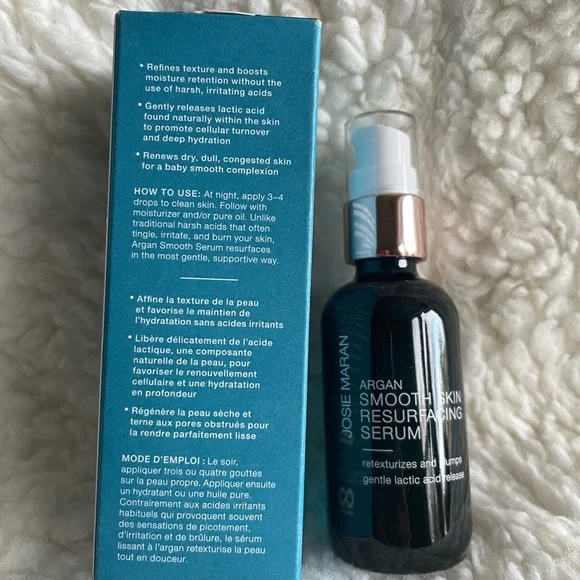 • Refines texture and boosts
moisture retention without the
use of harsh, irritating acids
• Gently releases lactic acid
found naturally within the skin
to promote cellular turnover
and deep hydration
• Renews dry, dull, congested skin
for a baby smooth complexion
HOW TO USE: At night, apply 3–4
drops to clean skin. Follow with
moisturizer and/or pure oil. Unlike
traditional harsh acids that often
tingle, irritate, and burn your skin,
Argan Smooth Serum resurfaces
in the most gentle, supportive way.
• Affine la texture de la peau
et favorise le maintien de
l'hydratation sans acides irritants
• Libère délicatement de l'acide
lactique, une composante
naturelle de la peau, pour
favoriser le renouvellement
cellulaire et une hydratation
en profondeur
• Régénère la peau sèche et
terne aux pores obstrués pour
la rendre parfaitement lisse
MODE D'EMPLOI : Le soir,
appliquer trois ou quatre gouttes
sur la peau propre. Appliquer ensuite
un hydratant ou une huile pure.
Contrairement aux acides irritants
habituels qui provoquent souvent
des sensations de picotement,
d'irritation et de brûlure, le sérum
lissant à l'argan retexturise la peau
tout en douceur.
JOSIE MARAN
ARGAN
SMOOTH SKIN
RESURFACING
SERUM
retexturizes and plumps
gentle lactic acid release